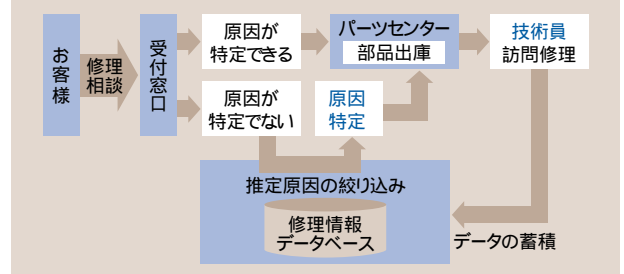 お客様
修理
相談
受付窓口
原因が
特定できる
原因が
特定でない
原因
特定
パーツセンター
部品出庫
技術員
訪問修理
推定原因の絞り込み
修理情報
データベース
データの蓄積